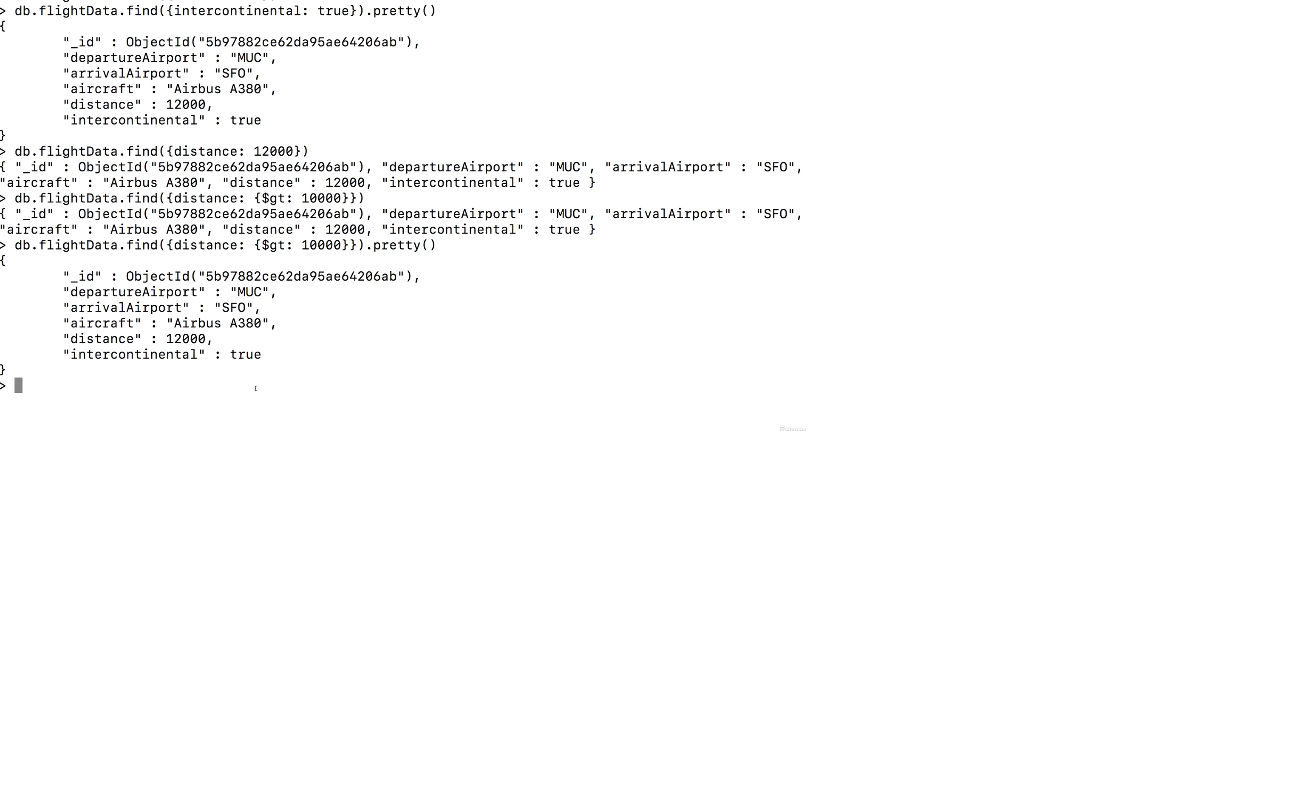 > db.flightData.find({intercontinental: true}).pretty()
{
"_id" : ObjectId("5b97882ce62da95ae64206ab"),
"departureAirport" : "MUC",
"arrivalAirport" : "SFO",
"aircraft" : "Airbus A380",
"distance" : 12000,
"intercontinental" : true
}
> db.flightData.find({distance: 12000})
{ "_id" : ObjectId("5b97882ce62da95ae64206ab"), "departureAirport" : "MUC", "arrivalAirport" : "SFO",
"aircraft" : "Airbus A380", "distance" : 12000, "intercontinental" : true }
> db.flightData.find({distance: {$gt: 10000}})
{ "_id" : ObjectId("5b97882ce62da95ae64206ab"), "departureAirport" : "MUC", "arrivalAirport" : "SFO",
"aircraft" : "Airbus A380", "distance" : 12000, "intercontinental" : true }
> db.flightData.find({distance: {$gt: 10000}}).pretty()
{
"_id" : ObjectId("5b97882ce62da95ae64206ab"),
"departureAirport" : "MUC",
"arrivalAirport" : "SFO",
"aircraft" : "Airbus A380",
"distance" : 12000,
"intercontinental" : true
}
>